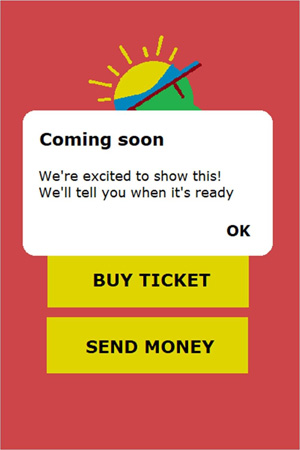 Coming soon
We're excited to show this!
We'll tell you when it's ready
OK
BUY TICKET
SEND MONEY